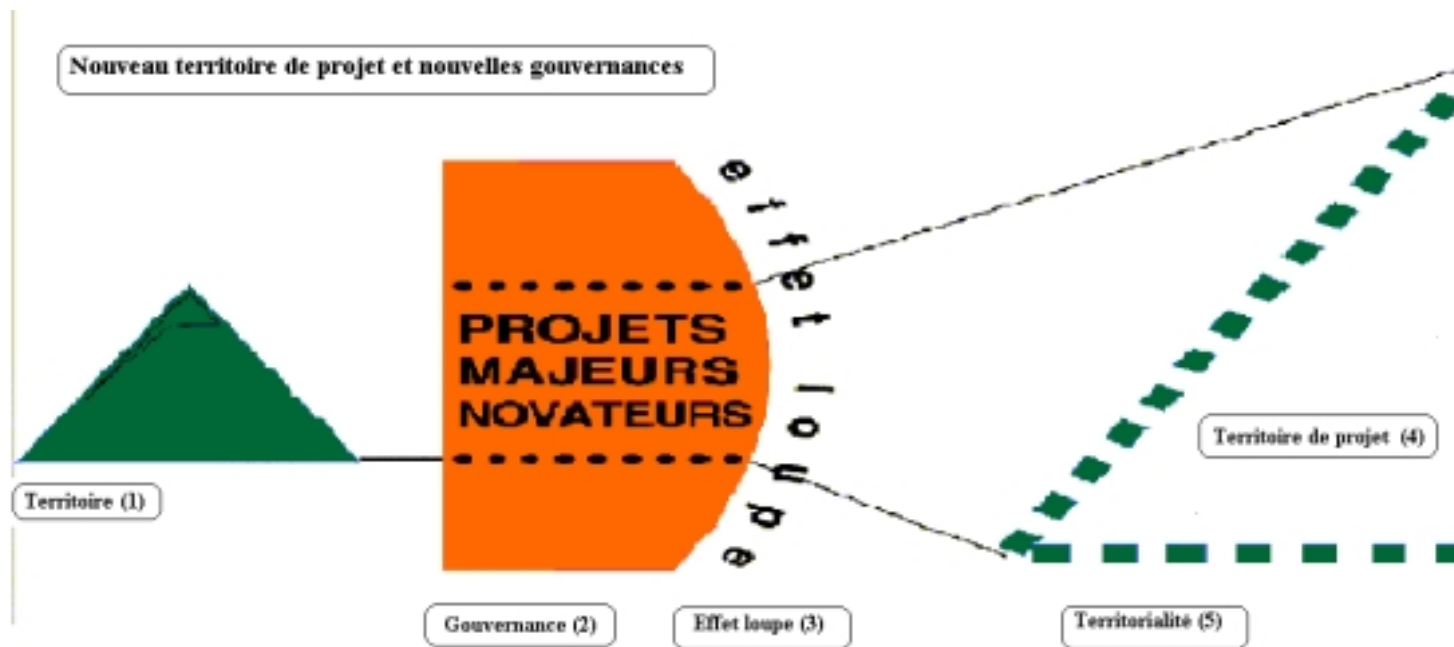 Nouveau territoire de projet et nouvelles gouvernances
effet loupe
PROJETS
MAJEURS
NOVATEURS
Territoire de projet (4)
Territoire (1)
Gouvernance (2)
Effet loupe (3)
Territorialité (5)